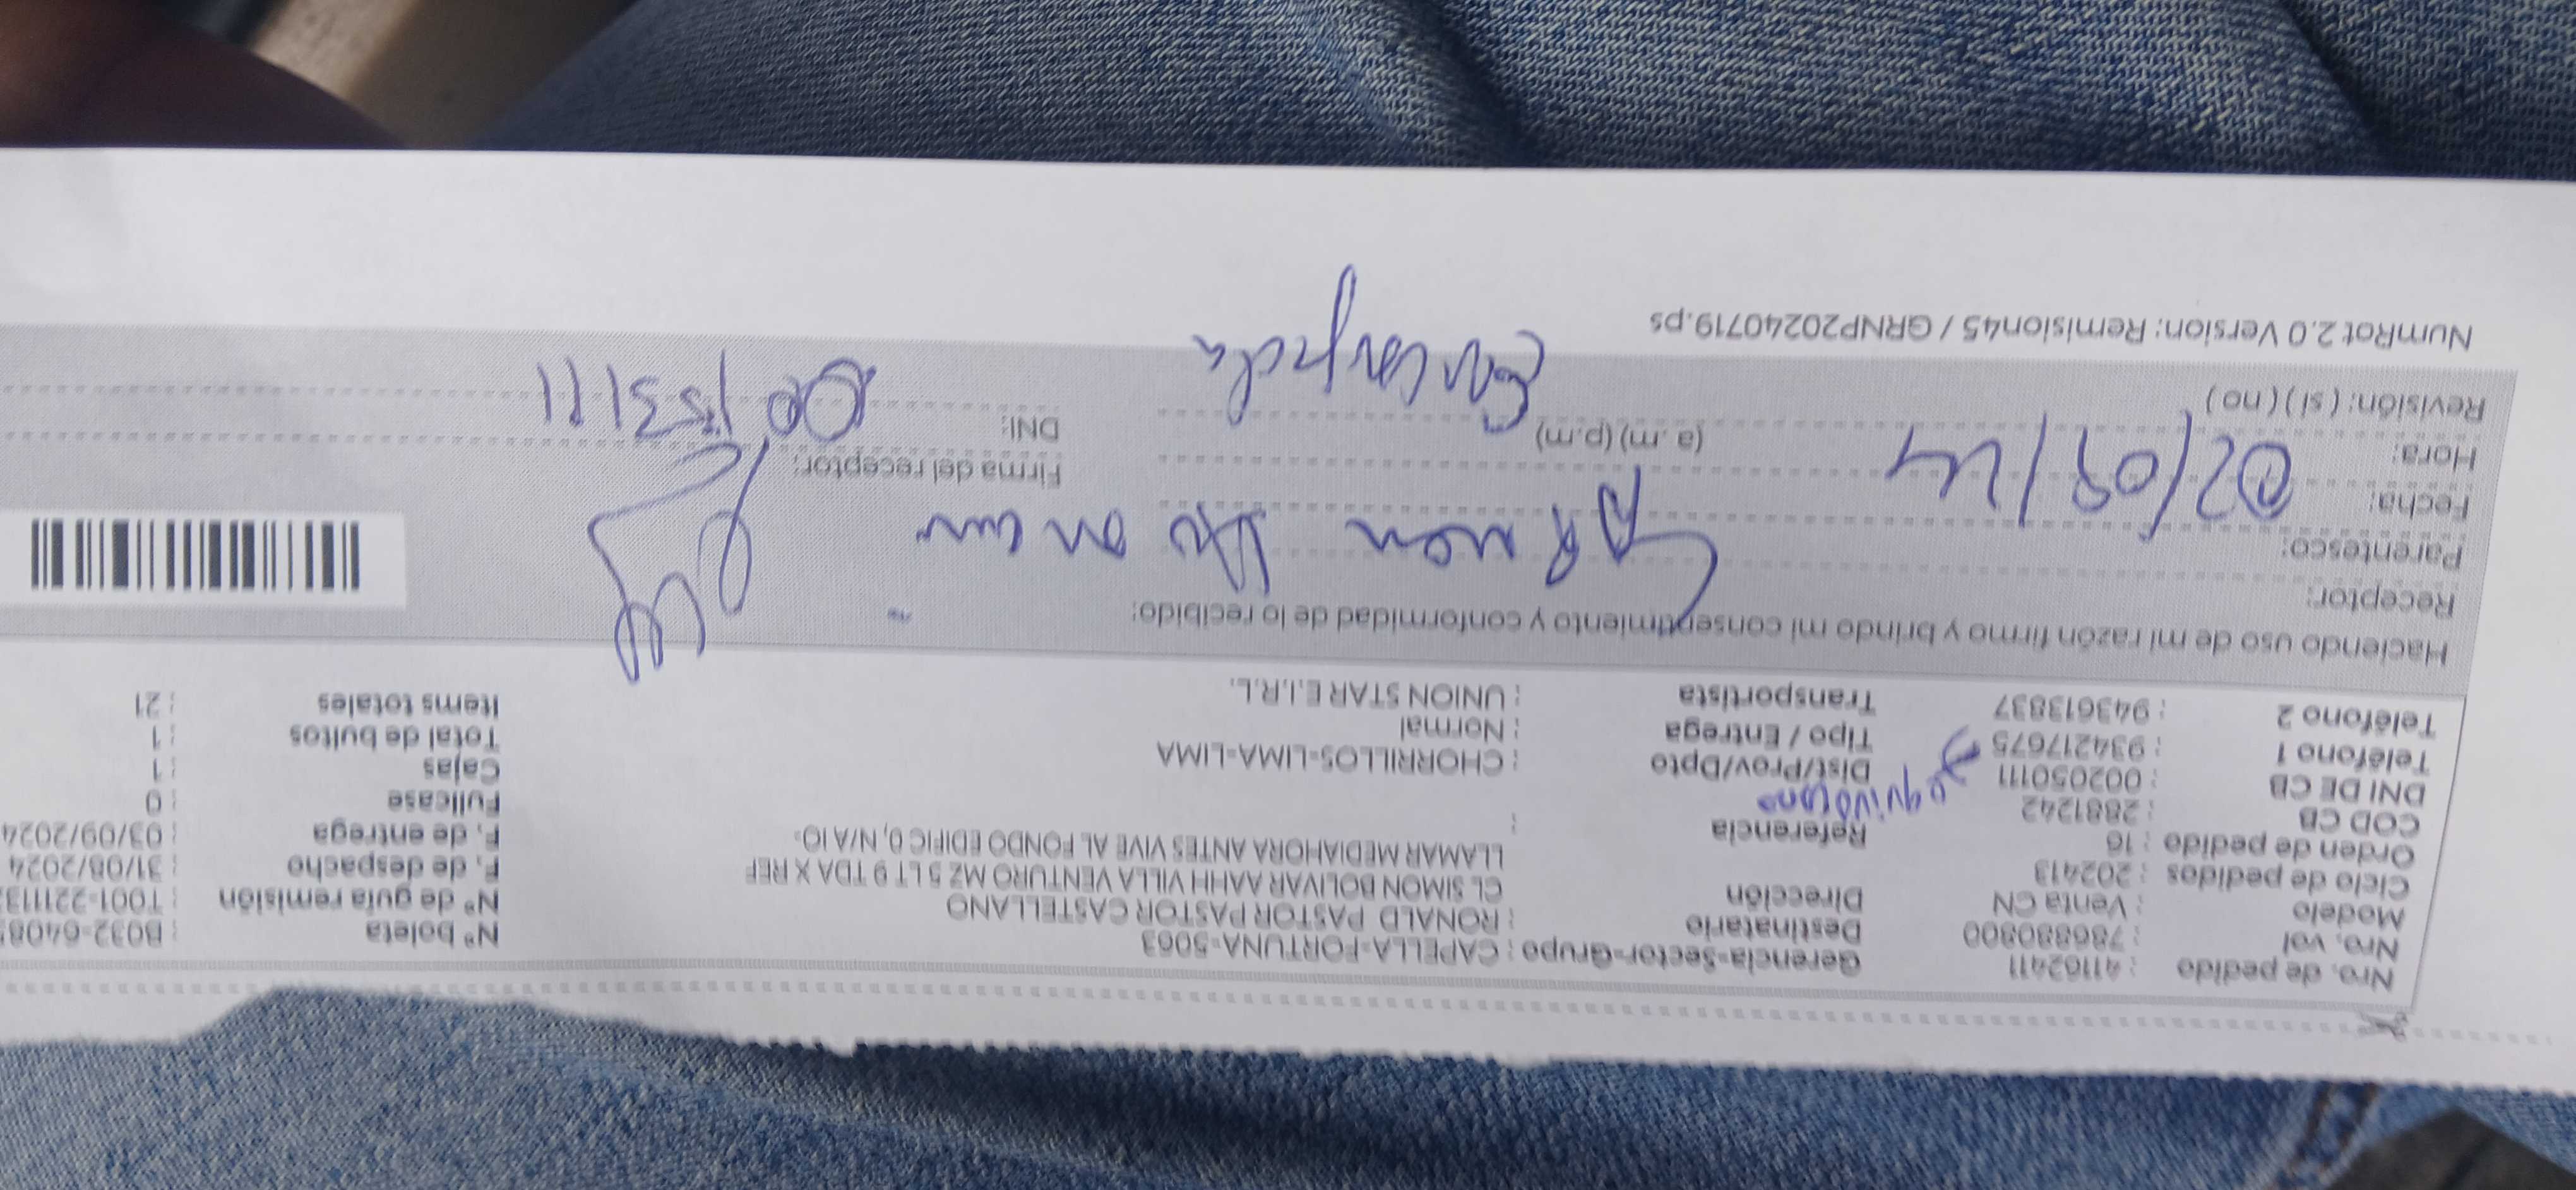 Nro. de pedido : 41162411 Gerencia-Sector-Grupo : CAPELLA-FORTUNA-5063 Nº boleta : B032-6408
Nro. vol : 786880800 Destinatario : RONALD PASTOR PASTOR CASTELLANO Nº de guía remisión : T001-221113
Modelo : Venta CN Dirección CL SIMON BOLIVAR AAHH VILLA VENTURO MZ 5 LT 9 TDA X REF F. de despacho : 31/08/2024
Ciclo de pedidos : 202413 LLAMAR MEDIAHORA ANTES VIVE AL FONDO EDIFIC 0, N/A 10- F. de entrega : 03/09/2024
Orden de pedido : 16 Referencia : Fullcase : 0
COD CB : 2881242 equivocado Cajas : 1
DNI DE CB : 002050111 Dist/Prov/Dpto : CHORRILLOS-LIMA-LIMA Total de bultos : 1
Teléfono 1 : 934217675 Tipo / Entrega : Normal Items totales : 21
Teléfono 2 : 943613837 Transportista : UNION STAR E.I.R.L.
Haciendo uso de mi razón firmo y brindo mi consentimiento y conformidad de lo recibido:
Receptor:
Parentesco:
Fecha: 02/09/24
Hora: (a. m) (p.m) Firma del receptor:
Revisión: ( si ) ( no ) DNI:
NumRot 2.0 Version: Remision45 / GRNP20240719.ps